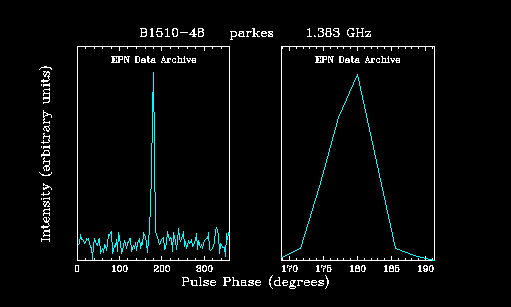 B1510-48 parkes 1.383 GHz
EPN Data Archive EPN Data Archive
Intensity (arbitrary units)
0 100 200 300 170 175 180 185 190
Pulse Phase (degrees)